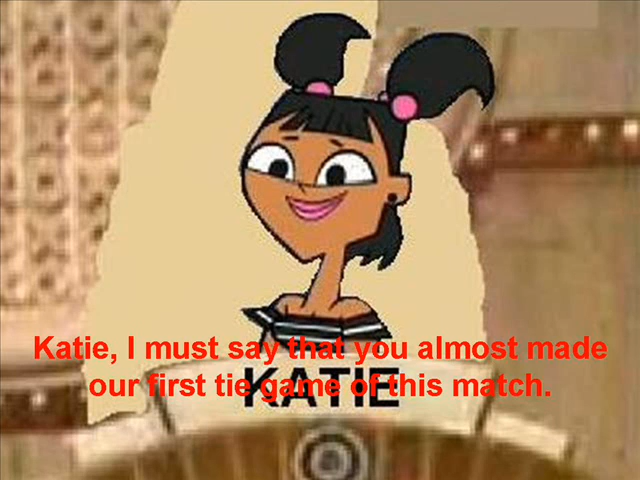 Katie, I must say that you almost made
our first tie game of this match.
KATIE